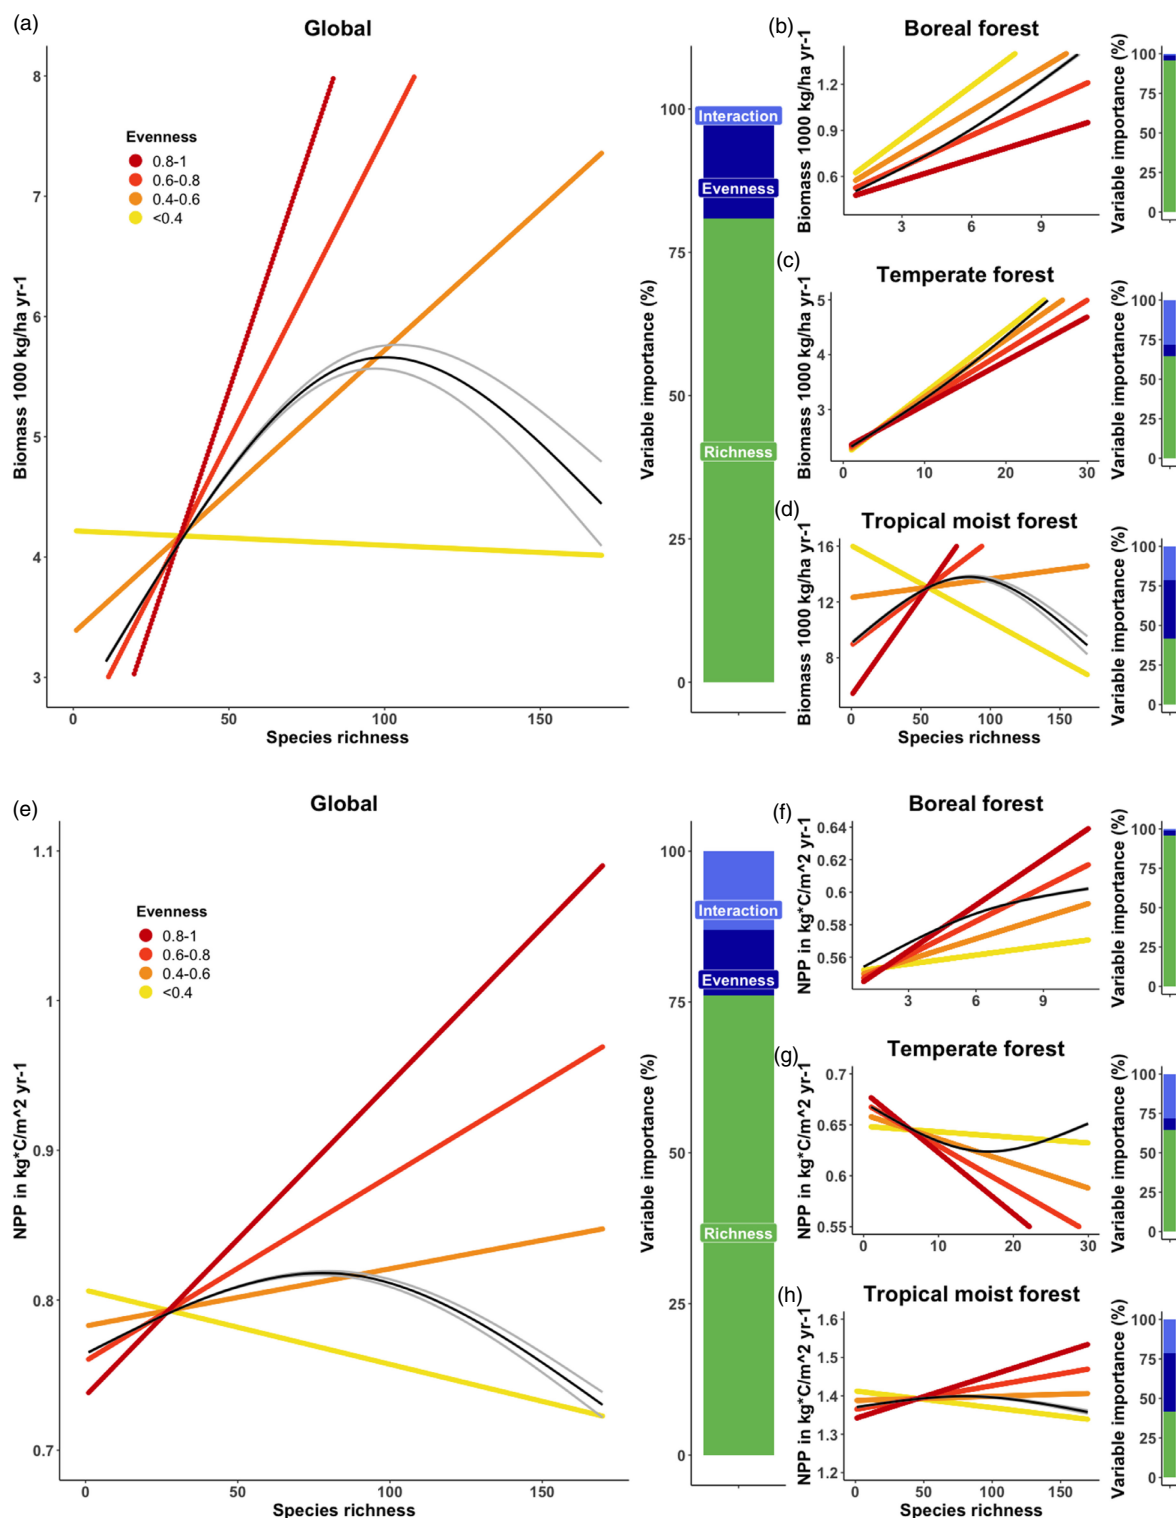 (a)
Global
Biomass 1000 kg/ha yr-1
8
7
6
5
4
3
Evenness
0.8-1
0.6-0.8
0.4-0.6
<0.4
0 50 100 150
Species richness
Variable importance (%)
100
75
50
25
0
Interaction
Evenness
Richness
(b)
Boreal forest
Biomass 1000 kg/ha yr-1
1.2
0.9
0.6
3 6 9
Variable importance (%)
100
75
50
25
0
(c)
Temperate forest
Biomass 1000 kg/ha yr-1
5
4
3
0 10 20 30
Variable importance (%)
100
75
50
25
0
(d)
Tropical moist forest
Biomass 1000 kg/ha yr-1
16
12
8
0 50 100 150
Species richness
Variable importance (%)
100
75
50
25
0
(e)
Global
NPP in kg*C/m^2 yr-1
1.1
1
0.9
0.8
0.7
Evenness
0.8-1
0.6-0.8
0.4-0.6
<0.4
0 50 100 150
Species richness
Variable importance (%)
100
75
50
25
0
Interaction
Evenness
Richness
(f)
Boreal forest
NPP in kg*C/m^2 yr-1
0.64
0.62
0.6
0.58
0.56
3 6 9
Variable importance (%)
100
75
50
25
0
(g)
Temperate forest
NPP in kg*C/m^2 yr-1
0.7
0.65
0.6
0.55
0 10 20 30
Variable importance (%)
100
75
50
25
0
(h)
Tropical moist forest
NPP in kg*C/m^2 yr-1
1.6
1.5
1.4
1.3
1.2
0 50 100 150
Species richness
Variable importance (%)
100
75
50
25
0